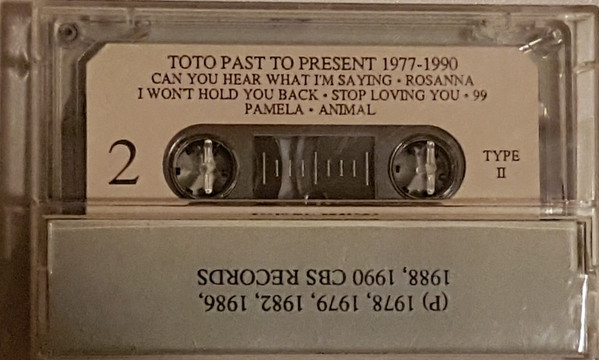 TOTO PAST TO PRESENT 1977-1990
CAN YOU HEAR WHAT I'M SAYING • ROSANNA
I WON'T HOLD YOU BACK • STOP LOVING YOU • 99
PAMELA • ANIMAL
2
TYPE
II
(P) 1978, 1979, 1982, 1986,
1988, 1990 CBS RECORDS